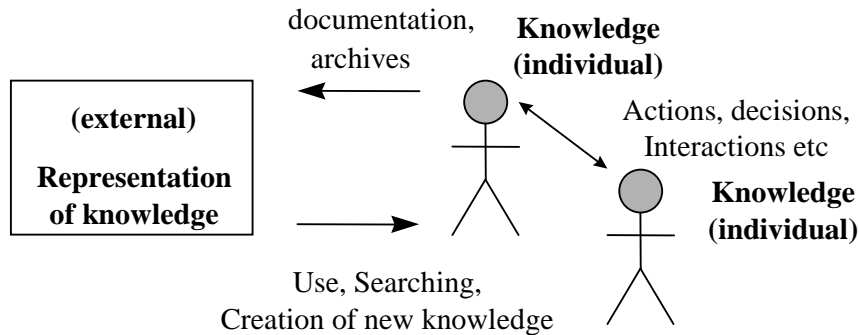 documentation,
archives
Knowledge
(individual)
(external)
Representation
of knowledge
Actions, decisions,
Interactions etc
Knowledge
(individual)
Use, Searching,
Creation of new knowledge